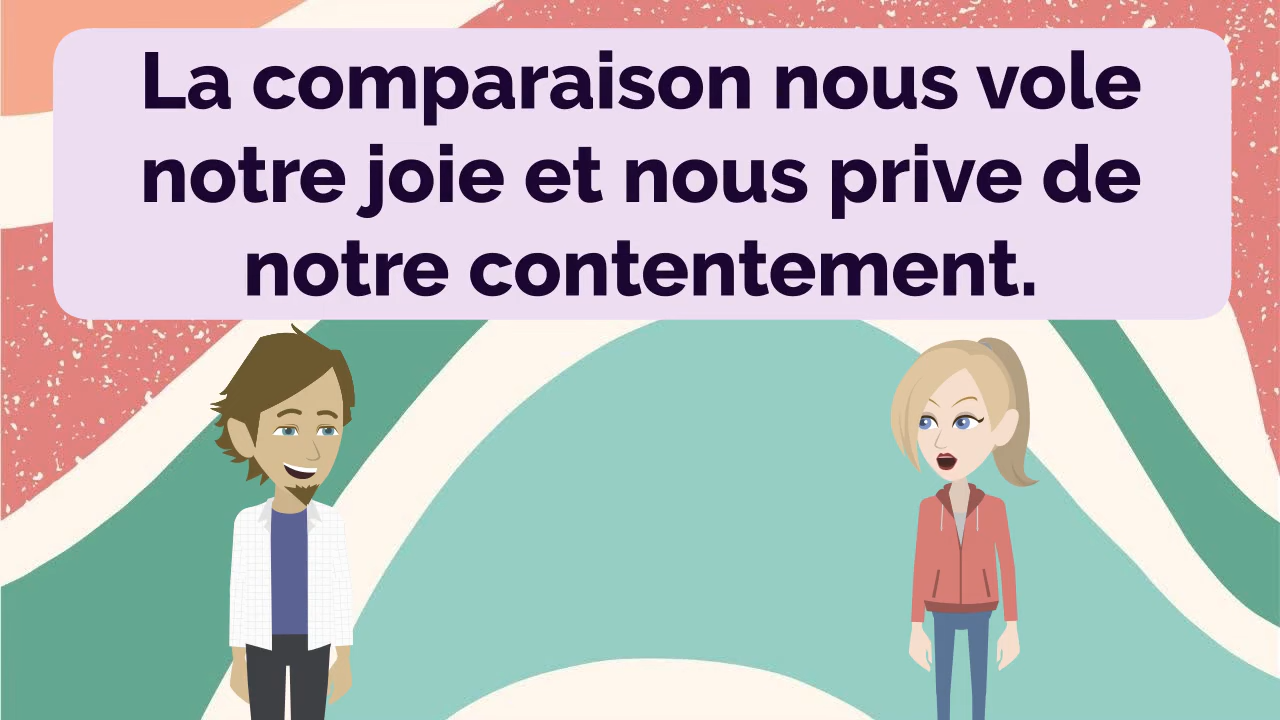 La comparaison nous vole
notre joie et nous prive de
notre contentement.